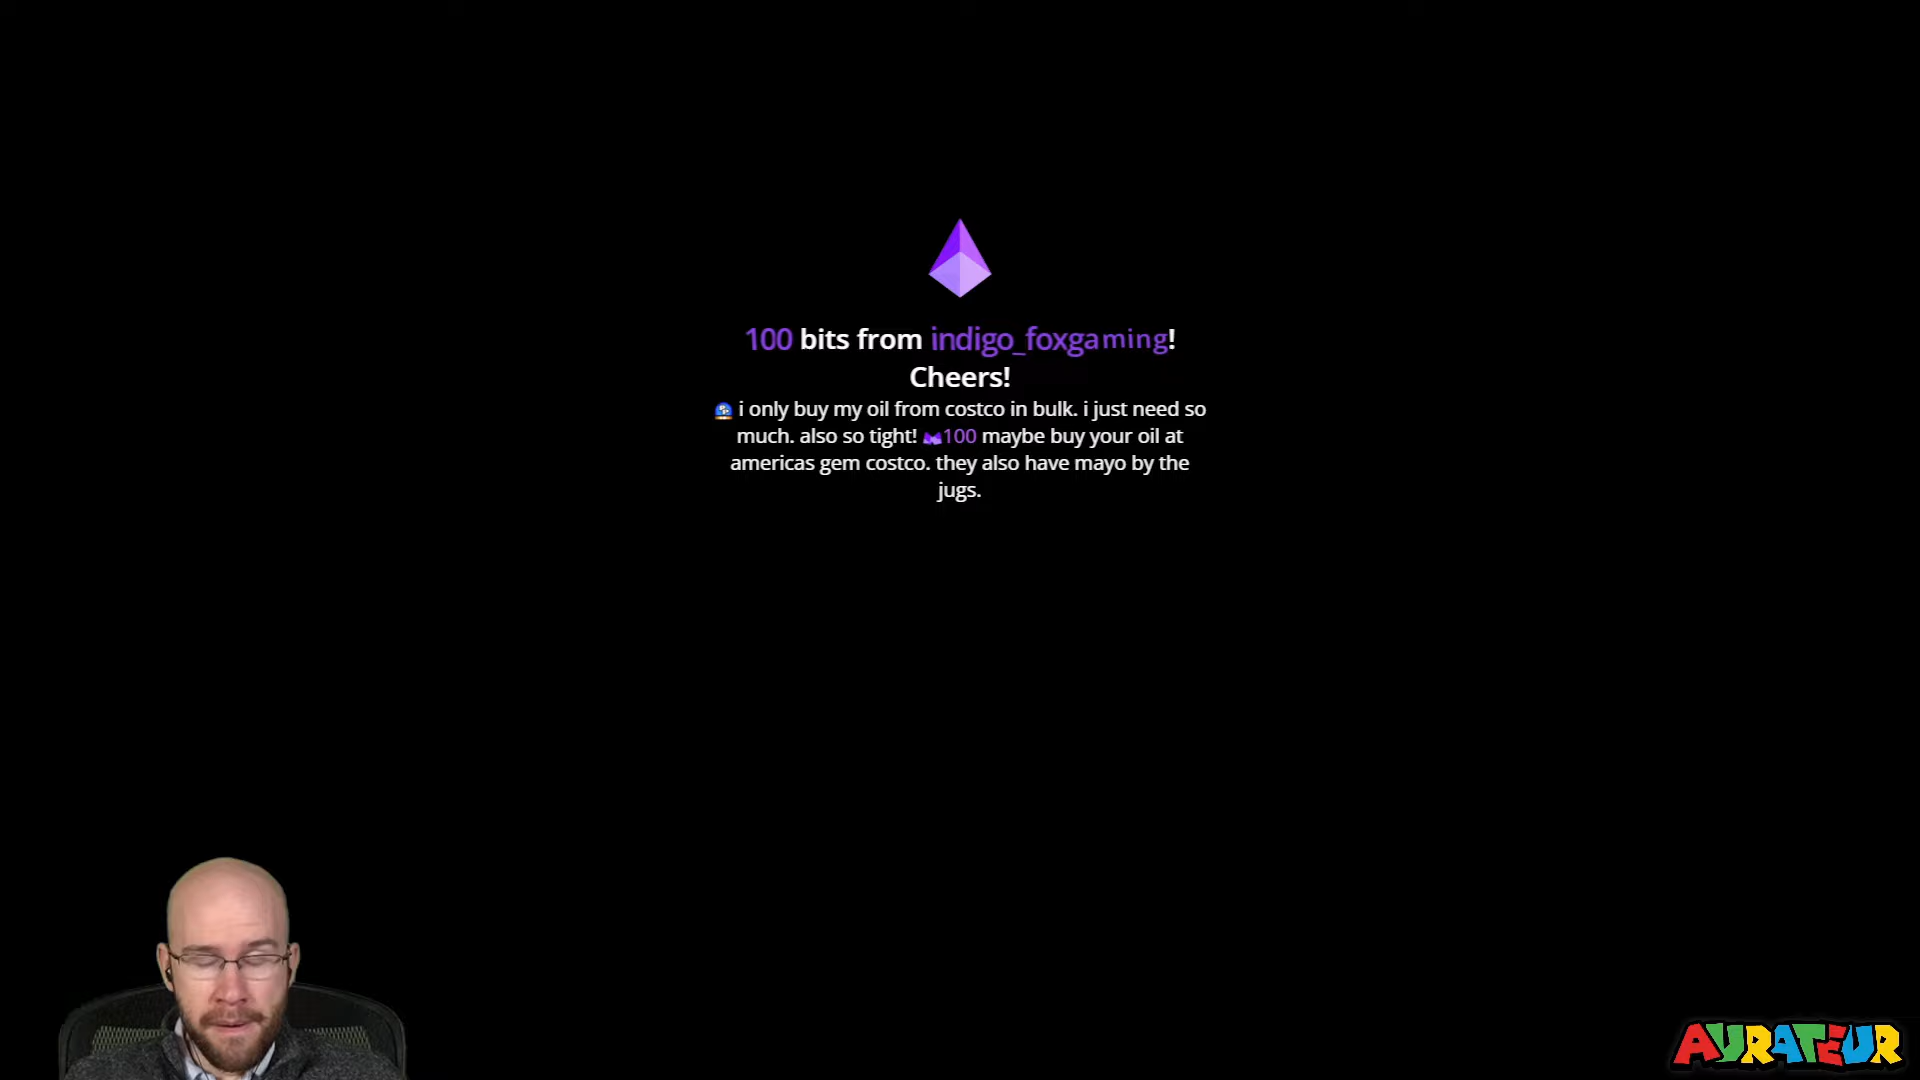 100 bits from indigo_foxgaming!
Cheers!
i only buy my oil from costco in bulk. i just need so
much. also so tight! 100 maybe buy your oil at
americas gem costco. they also have mayo by the
jugs.
AURATEUR